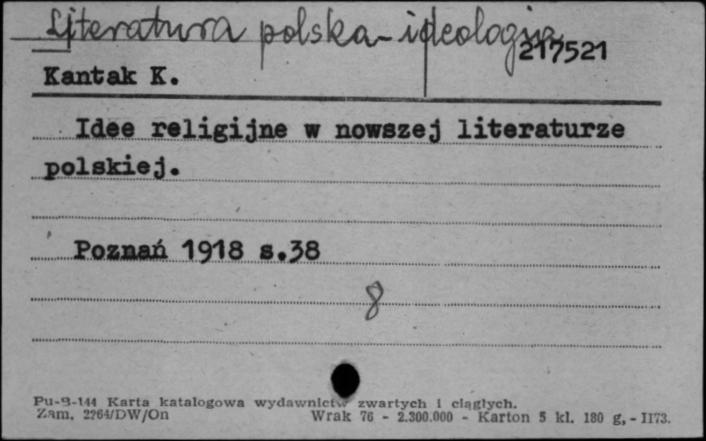 Literatura polska - ideologia
217521
Kantak K.
Idee religijne w nowszej literaturze
polskiej.
Poznań 1918 s.38
8
Pu-B-144 Karta katalogowa wydawnictw zwartych i ciągłych.
Zam. 2264/DW/On Wrak 76 - 2.300.000 - Karton 5 kl. 180 g, - II73.